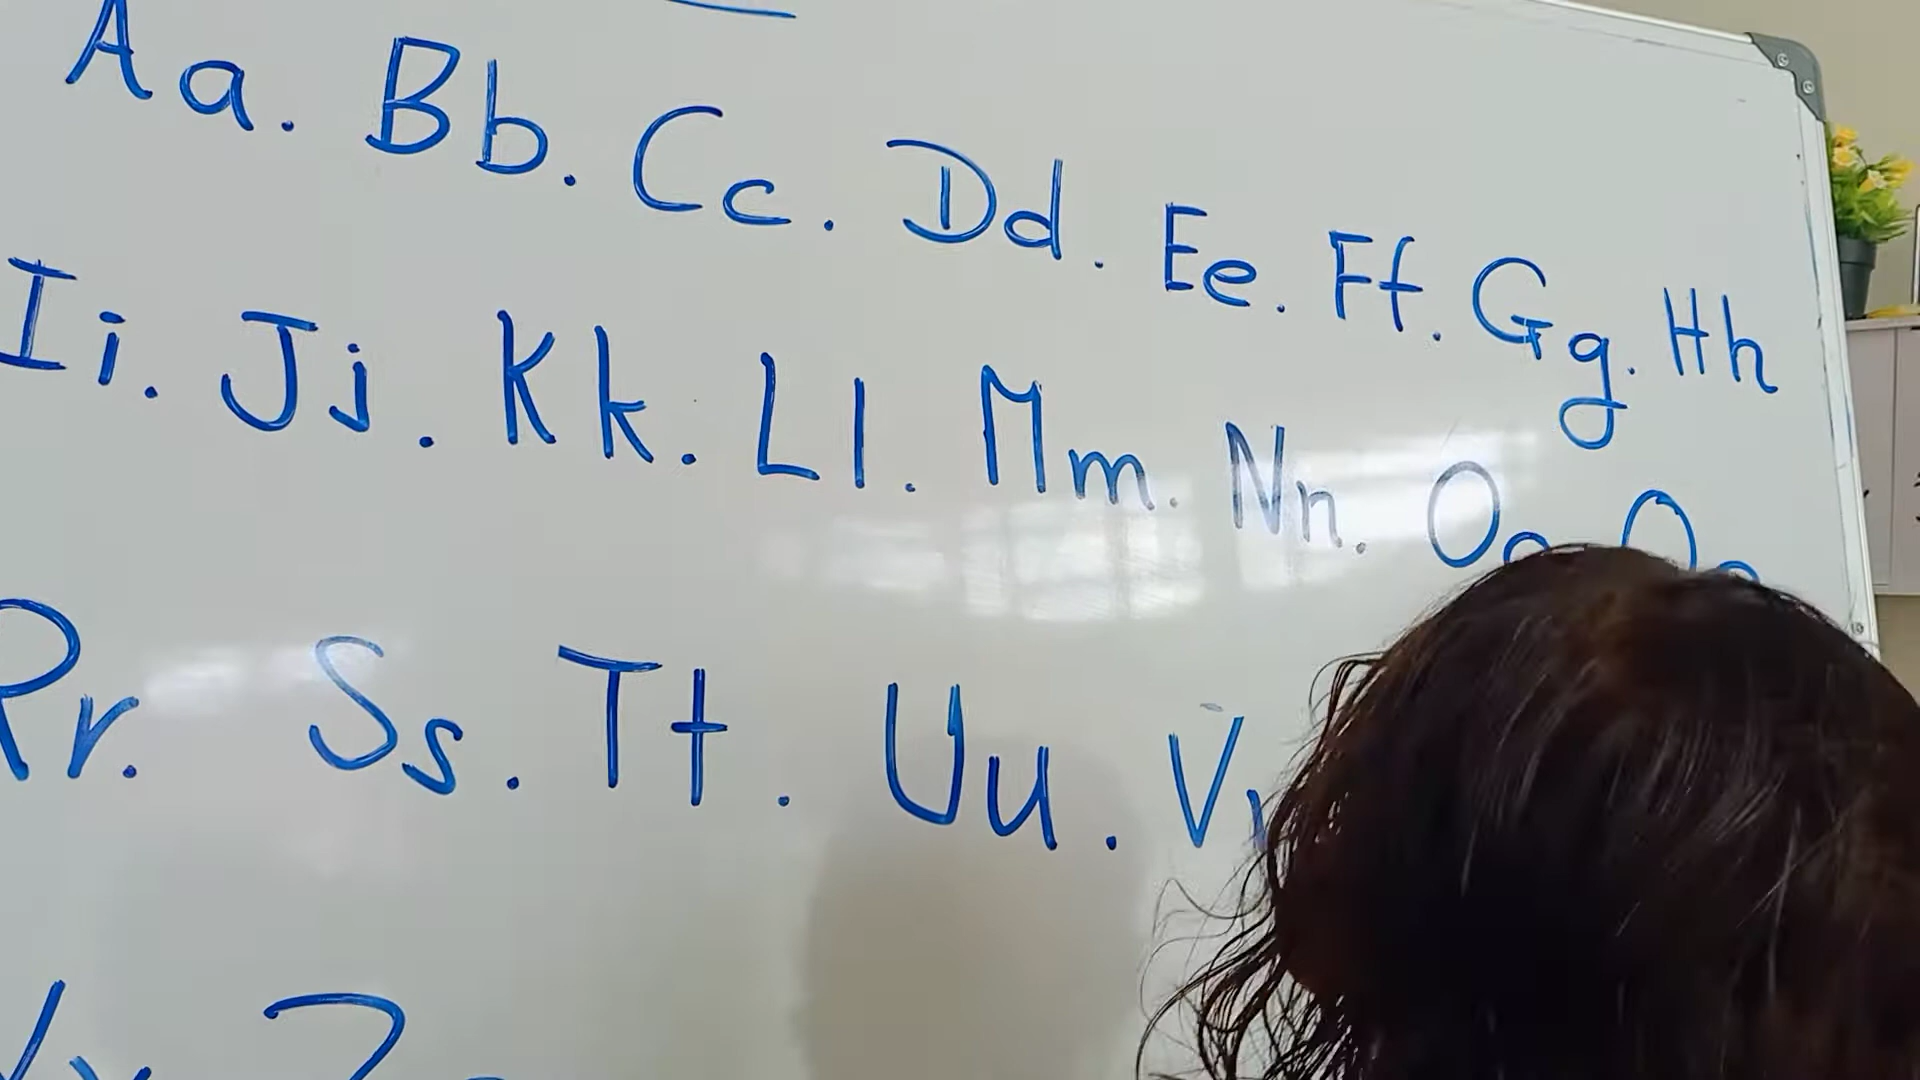 Aa. Bb. Cc. Dd. Ee. Ff. Gg. Hh
Ii. Jj. Kk. Ll. Mm. Nn. Oo
Rr. Ss. Tt. Uu. V